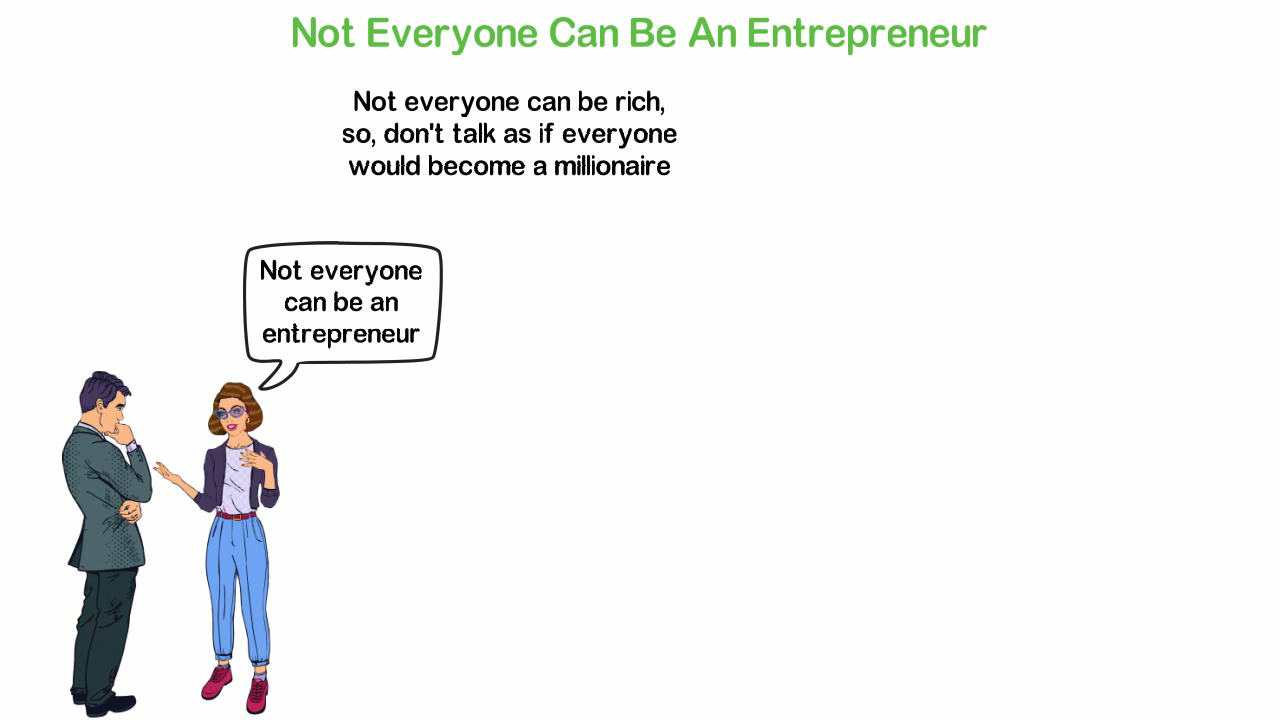 Not Everyone Can Be An Entrepreneur
Not everyone can be rich,
so, don't talk as if everyone
would become a millionaire
Not everyone
can be an
entrepreneur